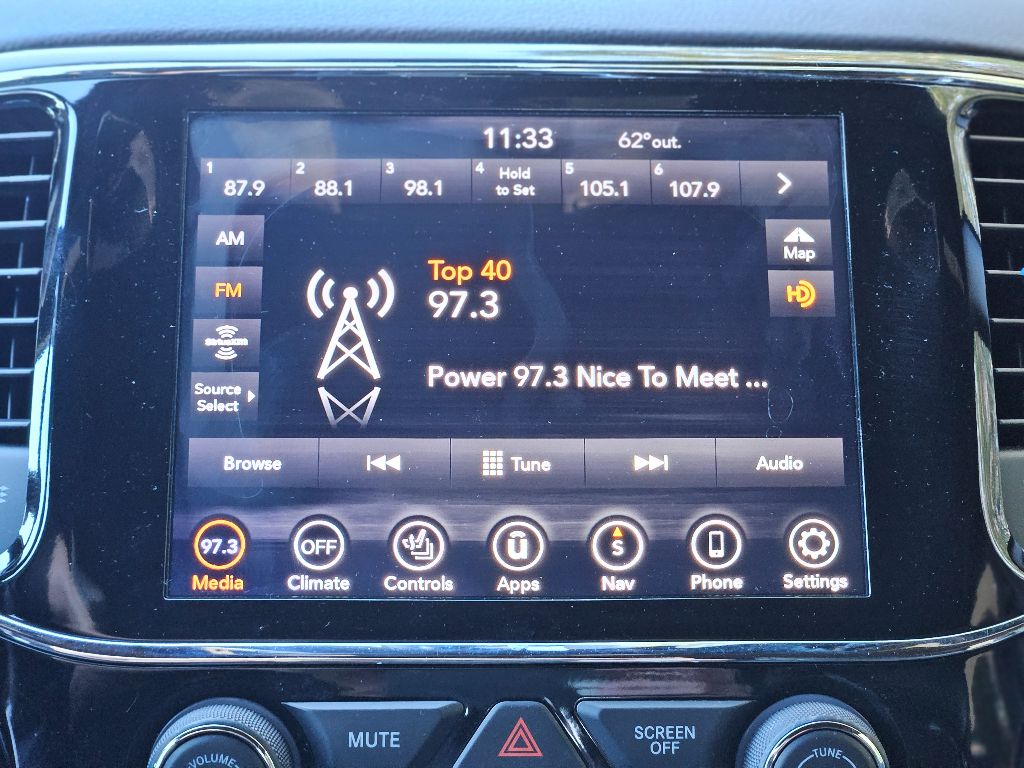 11:33 62°out.
1 87.9 2 88.1 3 98.1 4 Hold to Set 5 105.1 6 107.9
AM
FM
SiriusXM
Source
Select
Top 40
97.3
Power 97.3 Nice To Meet ...
Map
HD
Browse Tune Audio
97.3 OFF u S
Media Climate Controls Apps Nav Phone Settings
VOLUME MUTE SCREEN OFF TUNE